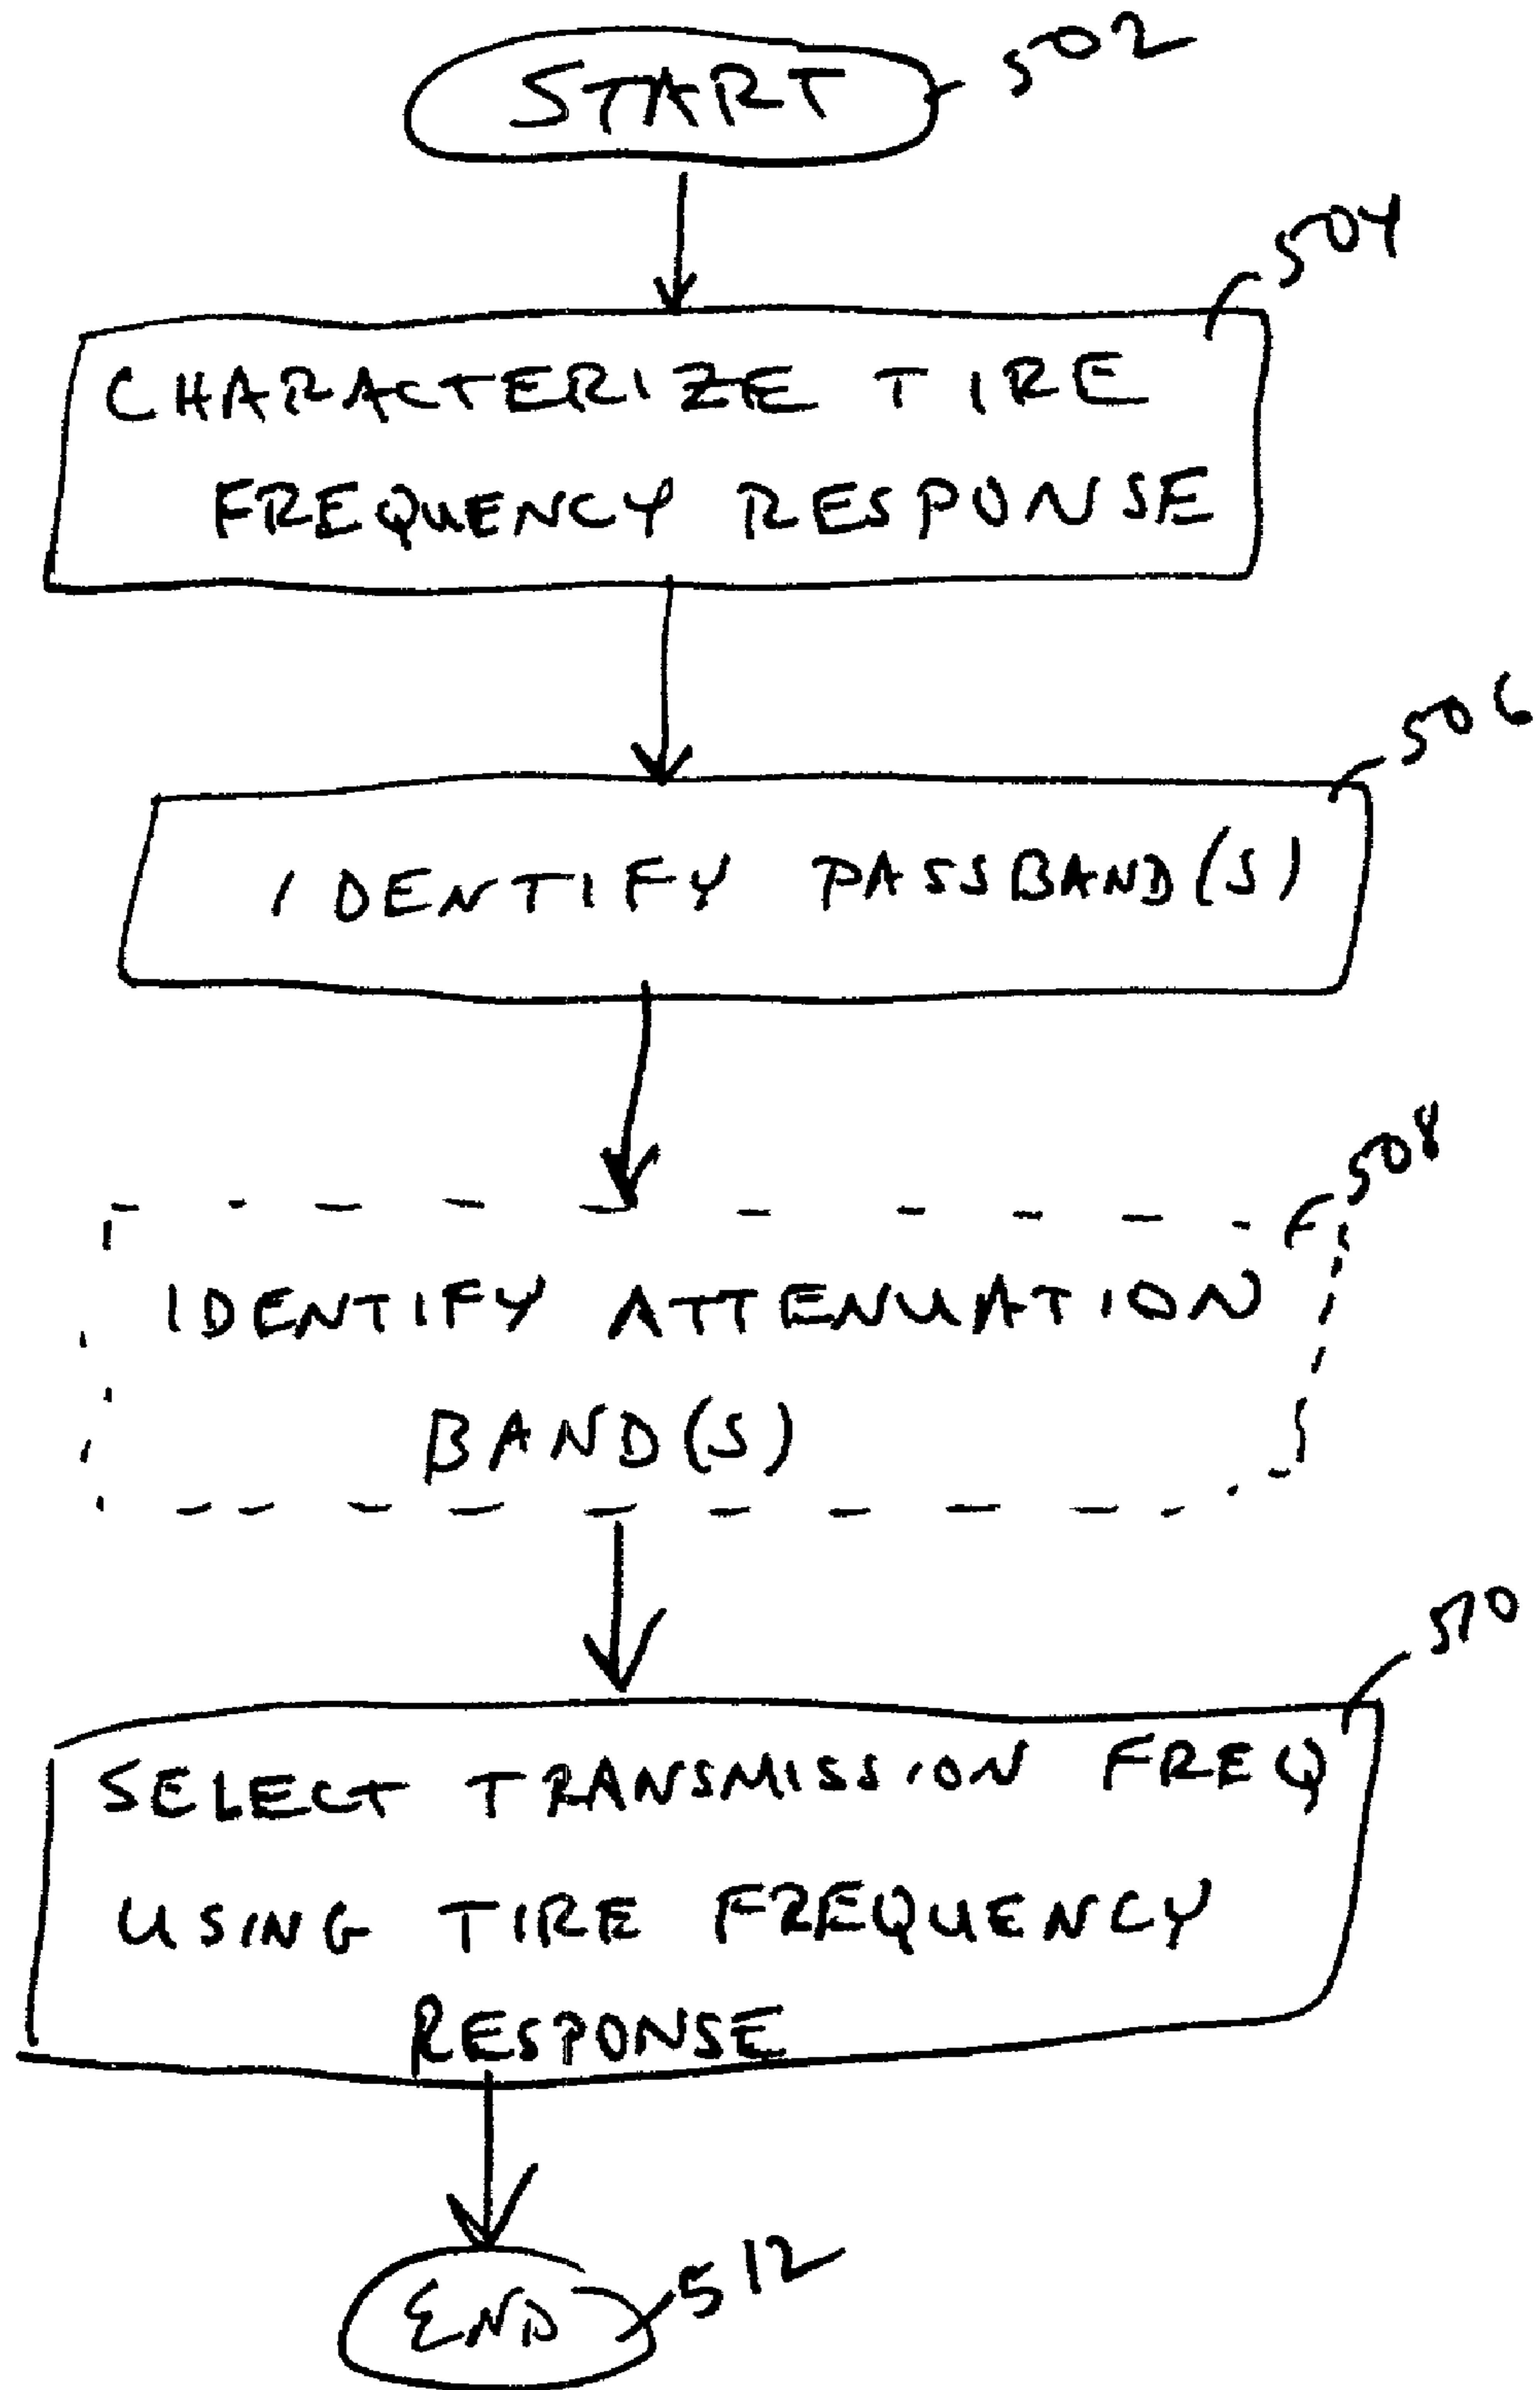 START
502
504
CHARACTERIZE TIRE
FREQUENCY RESPONSE
506
IDENTIFY PASSBAND(S)
508
IDENTIFY ATTENUATION
BAND(S)
510
SELECT TRANSMISSION FREQ
USING TIRE FREQUENCY
RESPONSE
END
512